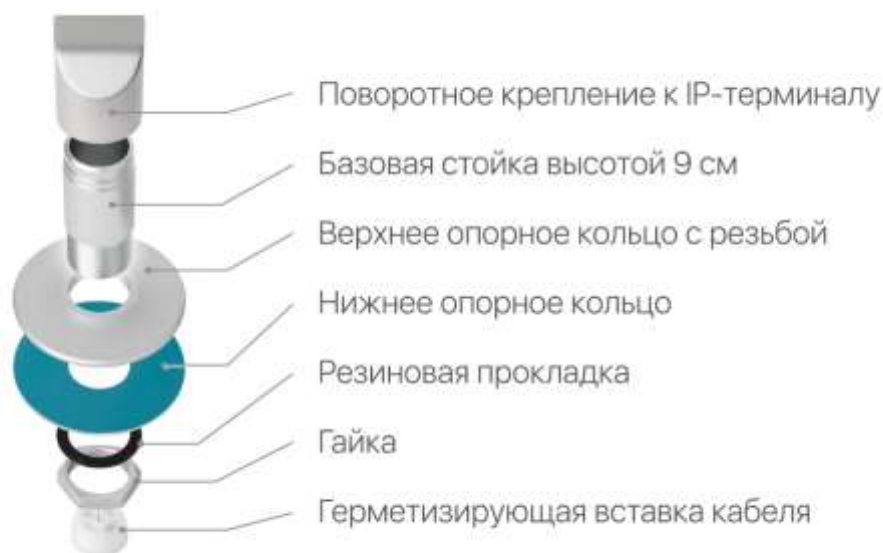 Поворотное крепление к IP-терминалу
Базовая стойка высотой 9 см
Верхнее опорное кольцо с резьбой
Нижнее опорное кольцо
Резиновая прокладка
Гайка
Герметизирующая вставка кабеля